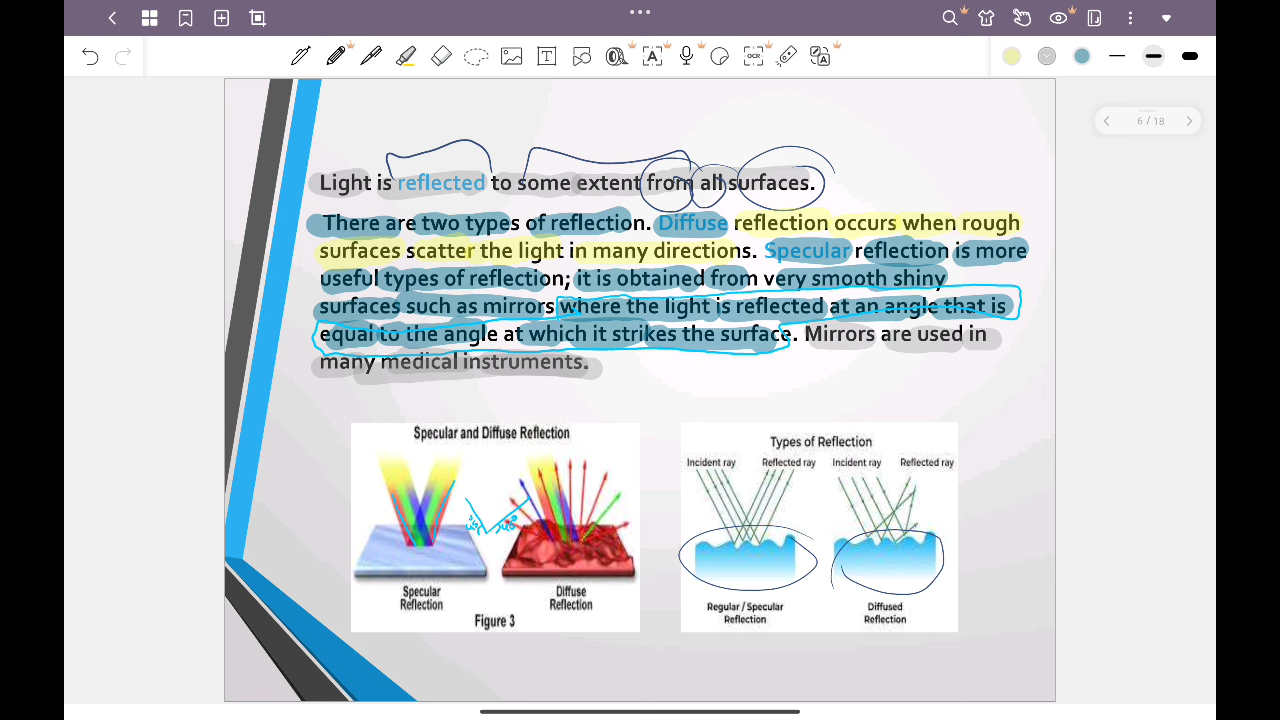 6 / 18
Light is reflected to some extent from all surfaces.
There are two types of reflection. Diffuse reflection occurs when rough
surfaces scatter the light in many directions. Specular reflection is more
useful types of reflection; it is obtained from very smooth shiny
surfaces such as mirrors where the light is reflected at an angle that is
equal to the angle at which it strikes the surface. Mirrors are used in
many medical instruments.
Specular and Diffuse Reflection
Specular
Reflection
Diffuse
Reflection
Figure 3
Types of Reflection
Incident ray
Reflected ray
Incident ray
Reflected ray
Regular / Specular
Reflection
Diffused
Reflection